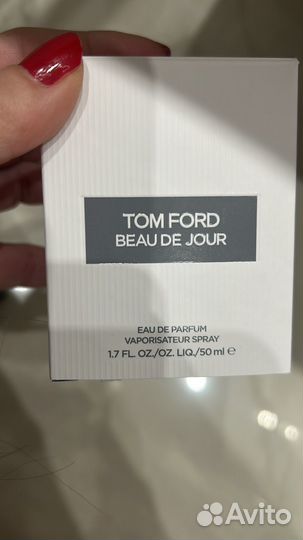 TOM FORD
BEAU DE JOUR
EAU DE PARFUM
VAPORISATEUR SPRAY
1.7 FL. OZ./OZ. LIQ./50 ml ℮
Avito